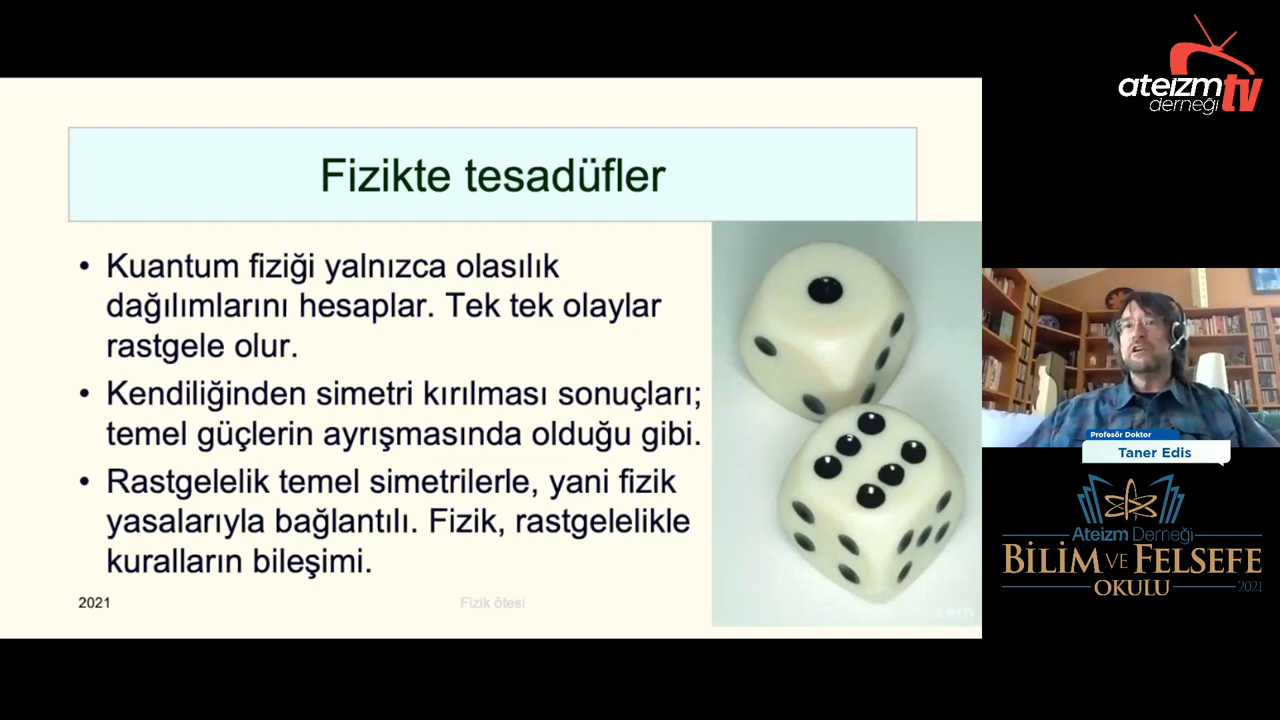 Fizikte tesadüfler
• Kuantum fiziği yalnızca olasılık
dağılımlarını hesaplar. Tek tek olaylar
rastgele olur.
• Kendiliğinden simetri kırılması sonuçları;
temel güçlerin ayrışmasında olduğu gibi.
• Rastgelelik temel simetrilerle, yani fizik
yasalarıyla bağlantılı. Fizik, rastgelelikle
kuralların bileşimi.
2021
Fizik ötesi
ateizm tv
derneği
Profesör Doktor
Taner Edis
Ateizm Derneği
BİLİM VE FELSEFE
OKULU
2021